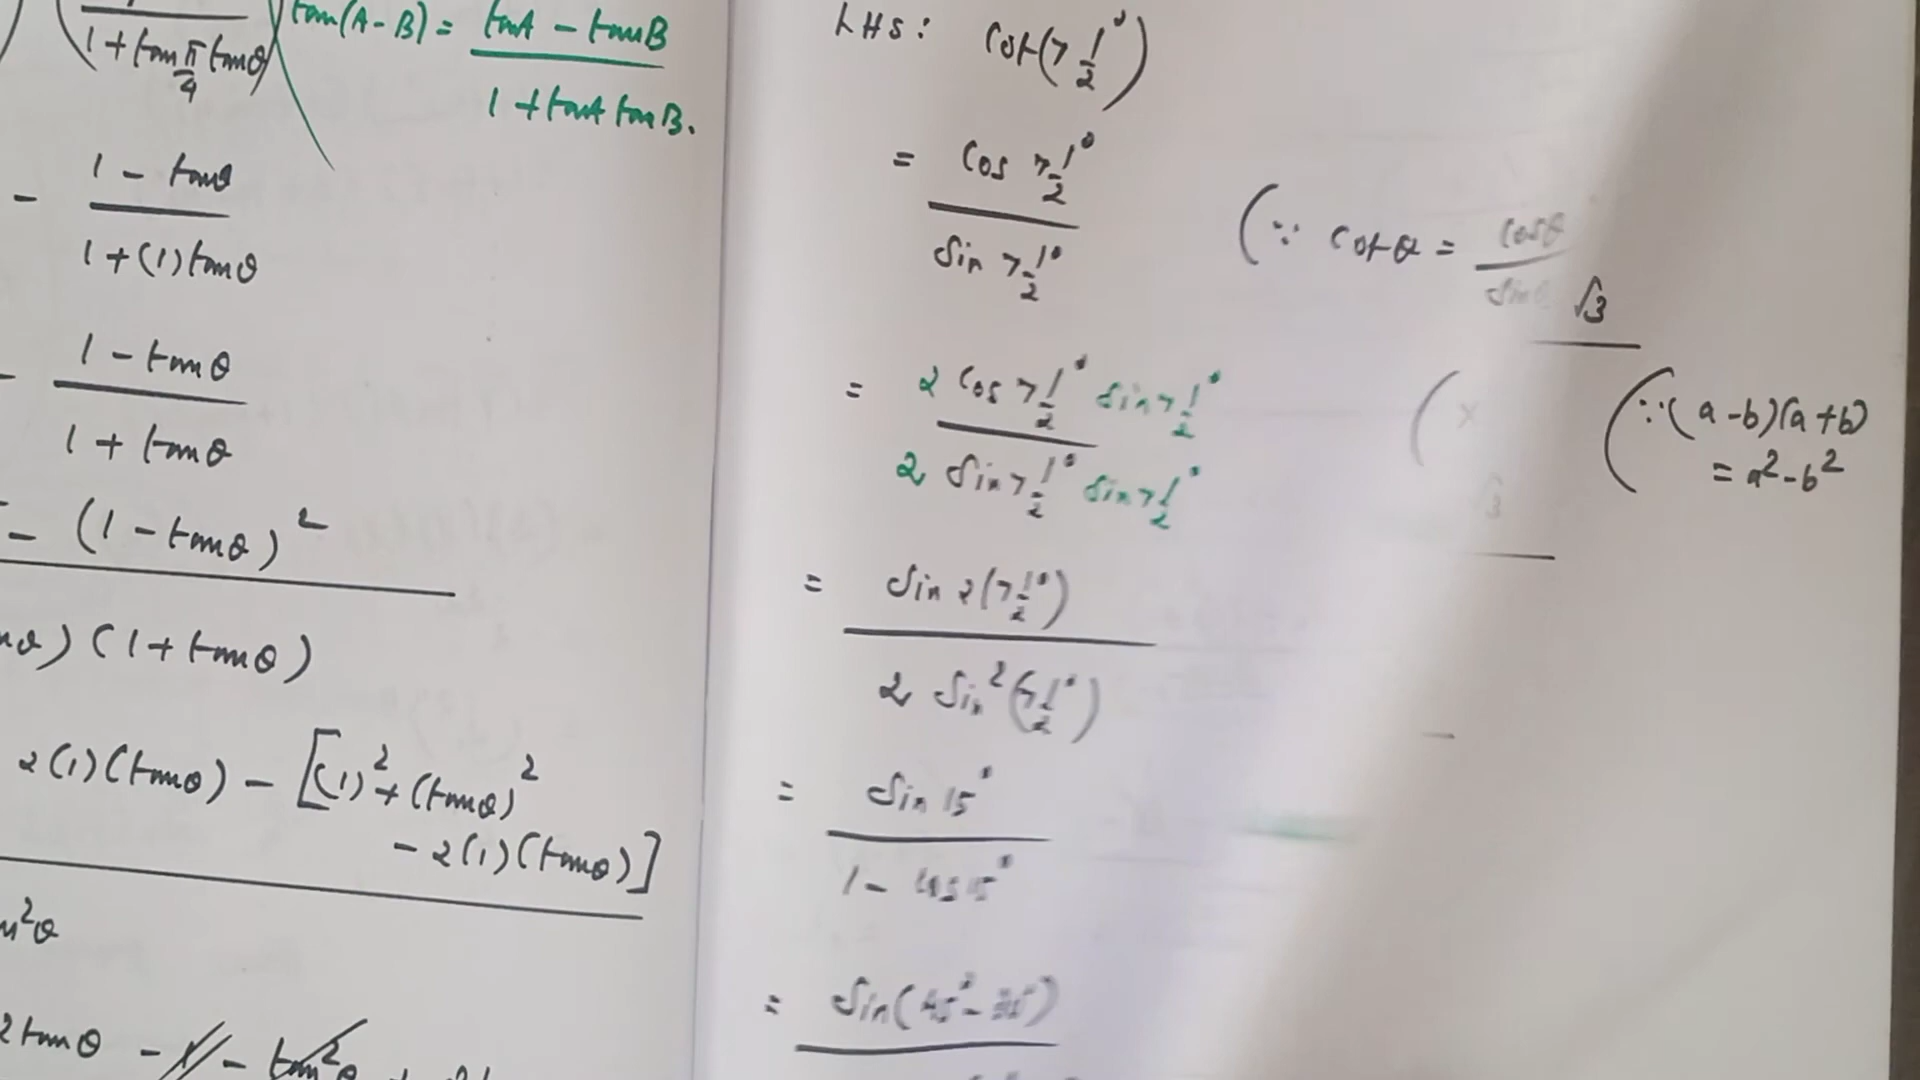 1 + tan π/4 tanθ
tan(A - B) = tanA - tanB
1 + tanA tanB.
- 1 - tanθ
1 + (1) tanθ
- 1 - tanθ
1 + tanθ
- (1 - tanθ)²
) (1 + tanθ)
2(1)(tanθ) - [(1)² + (tanθ)²
- 2(1)(tanθ)]
²θ
2 tanθ - 1 - tan²θ
LHS: Cot(7 1/2°)
= Cos 7 1/2°
Sin 7 1/2°
(∵ cotθ = cosθ
sin
= 2 Cos 7 1/2° Sin 7 1/2°
2 Sin 7 1/2° Sin 7 1/2°
= Sin 2(7 1/2°)
2 Sin²(7 1/2°)
= Sin 15°
1 - cos 15°
= Sin(45° - 30°)
√3
(∵ (a - b)(a + b)
= a² - b²